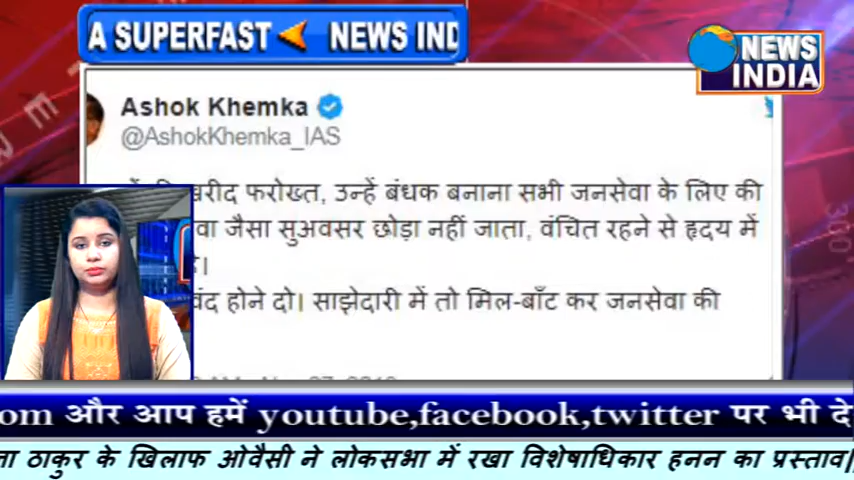 A SUPERFAST NEWS IND
NEWS
INDIA
Ashok Khemka
@AshokKhemka_IAS
फरोख्त, उन्हें बंधक बनाना सभी जनसेवा के लिए की
जैसा सुअवसर छोड़ा नहीं जाता, वंचित रहने से हृदय में
होने दो। साझेदारी में तो मिल-बाँट कर जनसेवा की
om और आप हमें youtube,facebook,twitter पर भी दे
ठाकुर के खिलाफ ओवैसी ने लोकसभा में रखा विशेषाधिकार हनन का प्रस्ताव||